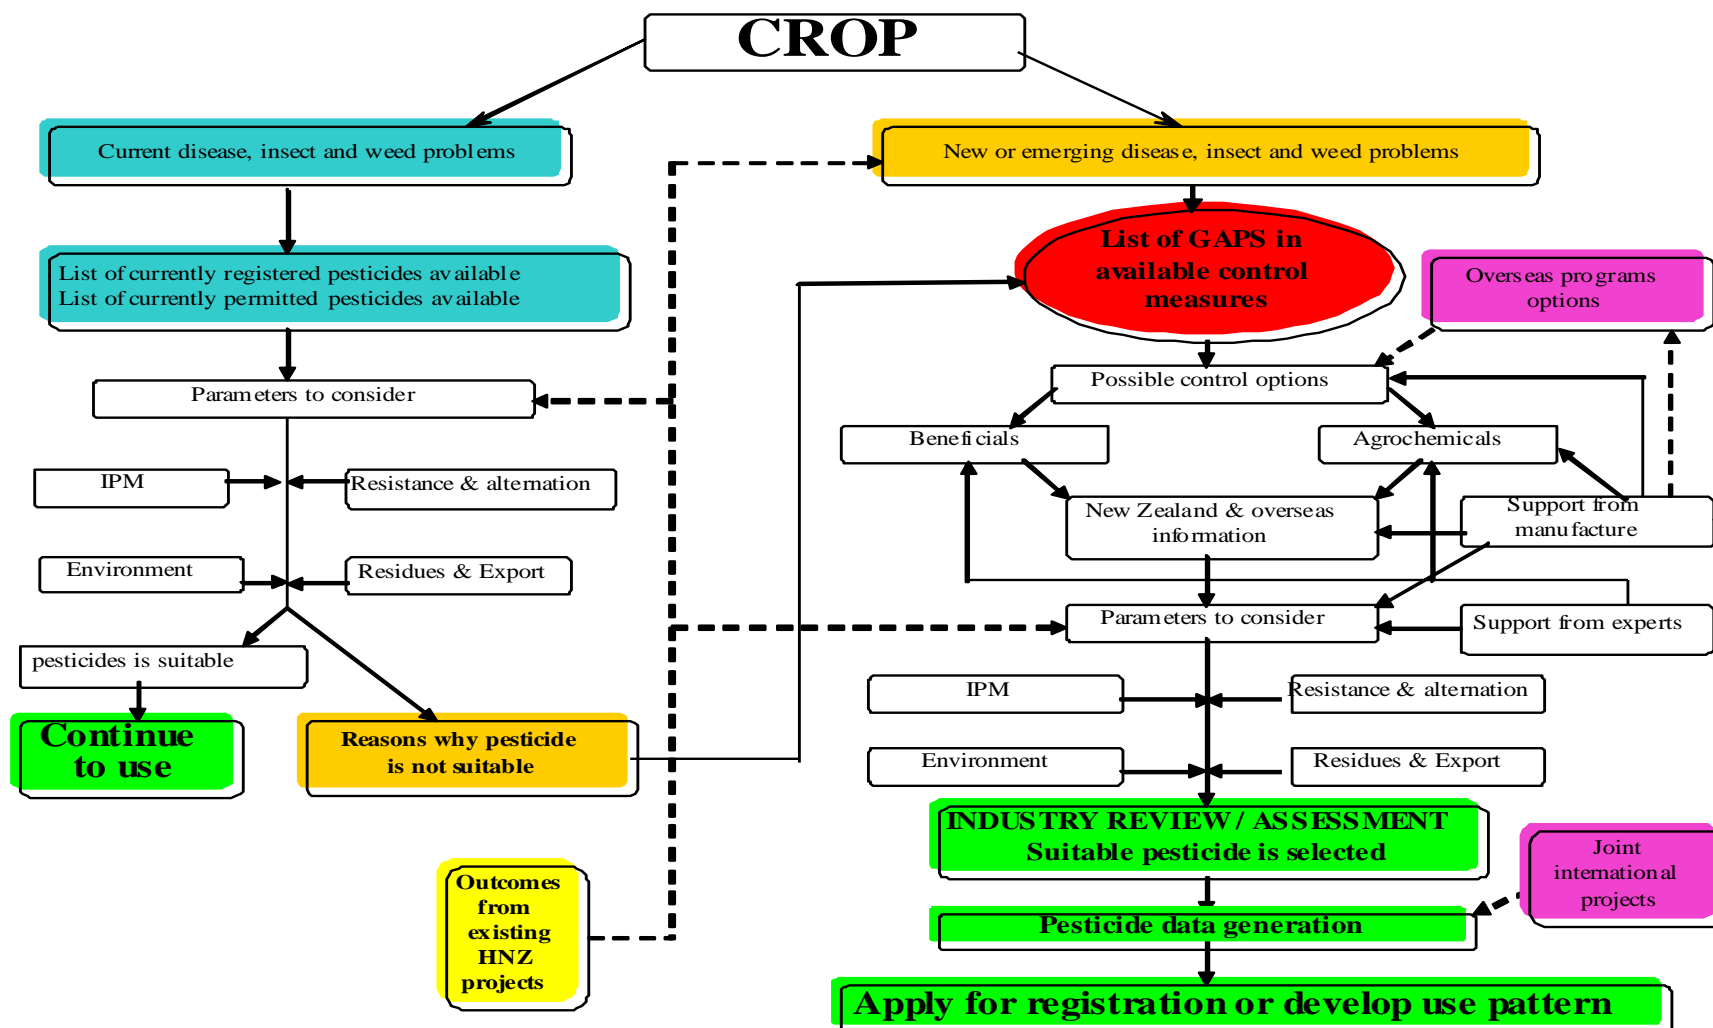 CROP
Current disease, insect and weed problems
New or emerging disease, insect and weed problems
List of currently registered pesticides available
List of currently permitted pesticides available
List of GAPS in
available control
measures
Overseas programs
options
Parameters to consider
Possible control options
Beneficials
Agrochemicals
IPM
Resistance & alternation
New Zealand & overseas
information
Support from
manufacture
Environment
Residues & Export
Parameters to consider
Support from experts
pesticides is suitable
IPM
Resistance & alternation
Continue
to use
Reasons why pesticide
is not suitable
Environment
Residues & Export
INDUSTRY REVIEW / ASSESSMENT
Suitable pesticide is selected
Joint
international
projects
Outcomes
from
existing
HNZ
projects
Pesticide data generation
Apply for registration or develop use pattern